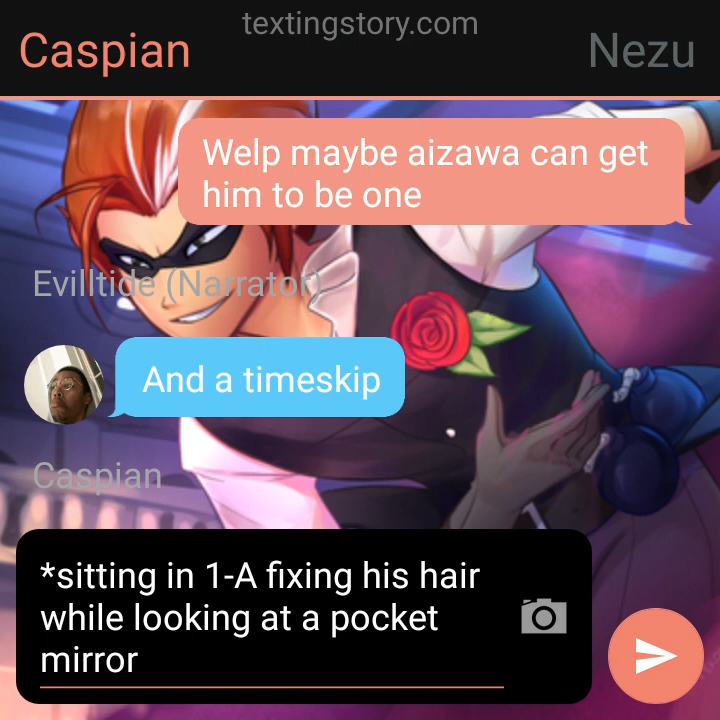 textingstory.com
Caspian
Nezu
Welp maybe aizawa can get
him to be one
Evilltide (Narrator)
And a timeskip
Caspian
*sitting in 1-A fixing his hair
while looking at a pocket
mirror